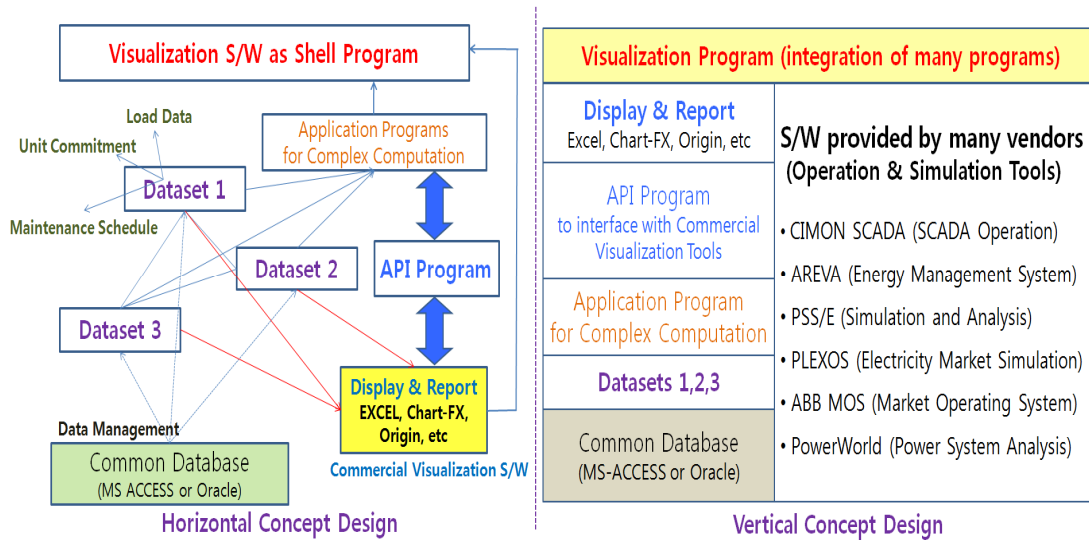 Visualization S/W as Shell Program
Load Data
Unit Commitment
Application Programs
for Complex Computation
Dataset 1
Maintenance Schedule
Dataset 2
API Program
Dataset 3
Display & Report
EXCEL, Chart-FX,
Origin, etc
Commercial Visualization S/W
Data Management
Common Database
(MS ACCESS or Oracle)
Horizontal Concept Design
Visualization Program (integration of many programs)
Display & Report
Excel, Chart-FX, Origin, etc
API Program
to interface with Commercial
Visualization Tools
Application Program
for Complex Computation
Datasets 1,2,3
Common Database
(MS-ACCESS or Oracle)
S/W provided by many vendors
(Operation & Simulation Tools)
• CIMON SCADA (SCADA Operation)
• AREVA (Energy Management System)
• PSS/E (Simulation and Analysis)
• PLEXOS (Electricity Market Simulation)
• ABB MOS (Market Operating System)
• PowerWorld (Power System Analysis)
Vertical Concept Design